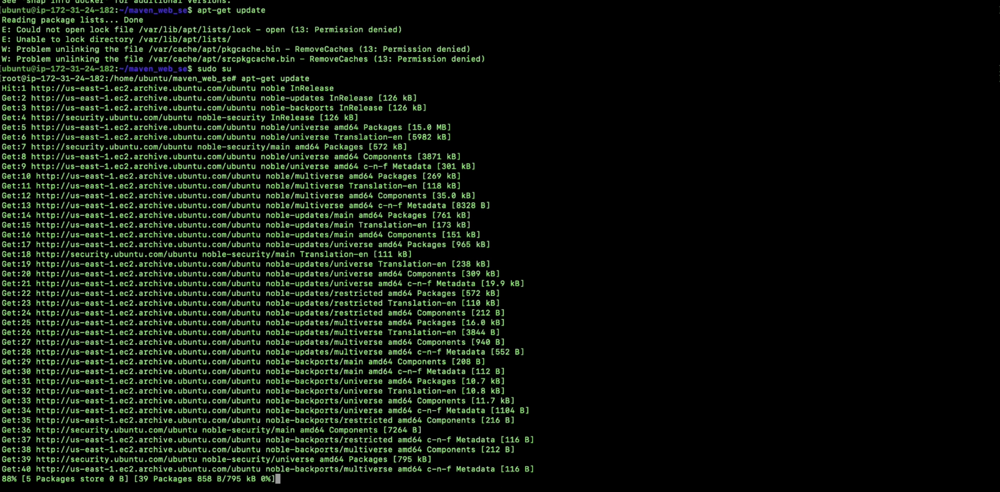 See 'snap info docker' for additional versions.
[ubuntu@ip-172-31-24-182:~/maven_web_se$ apt-get update
Reading package lists... Done
E: Could not open lock file /var/lib/apt/lists/lock - open (13: Permission denied)
E: Unable to lock directory /var/lib/apt/lists/
W: Problem unlinking the file /var/cache/apt/pkgcache.bin - RemoveCaches (13: Permission denied)
W: Problem unlinking the file /var/cache/apt/srcpkgcache.bin - RemoveCaches (13: Permission denied)
[ubuntu@ip-172-31-24-182:~/maven_web_se$ sudo su
[root@ip-172-31-24-182:/home/ubuntu/maven_web_se# apt-get update
Hit:1 http://us-east-1.ec2.archive.ubuntu.com/ubuntu noble InRelease
Get:2 http://us-east-1.ec2.archive.ubuntu.com/ubuntu noble-updates InRelease [126 kB]
Get:3 http://us-east-1.ec2.archive.ubuntu.com/ubuntu noble-backports InRelease [126 kB]
Get:4 http://security.ubuntu.com/ubuntu noble-security InRelease [126 kB]
Get:5 http://us-east-1.ec2.archive.ubuntu.com/ubuntu noble/universe amd64 Packages [15.0 MB]
Get:6 http://us-east-1.ec2.archive.ubuntu.com/ubuntu noble/universe Translation-en [5982 kB]
Get:7 http://security.ubuntu.com/ubuntu noble-security/main amd64 Packages [572 kB]
Get:8 http://us-east-1.ec2.archive.ubuntu.com/ubuntu noble/universe amd64 Components [3871 kB]
Get:9 http://us-east-1.ec2.archive.ubuntu.com/ubuntu noble/universe amd64 c-n-f Metadata [301 kB]
Get:10 http://us-east-1.ec2.archive.ubuntu.com/ubuntu noble/multiverse amd64 Packages [269 kB]
Get:11 http://us-east-1.ec2.archive.ubuntu.com/ubuntu noble/multiverse Translation-en [118 kB]
Get:12 http://us-east-1.ec2.archive.ubuntu.com/ubuntu noble/multiverse amd64 Components [35.0 kB]
Get:13 http://us-east-1.ec2.archive.ubuntu.com/ubuntu noble/multiverse amd64 c-n-f Metadata [8328 B]
Get:14 http://us-east-1.ec2.archive.ubuntu.com/ubuntu noble-updates/main amd64 Packages [761 kB]
Get:15 http://us-east-1.ec2.archive.ubuntu.com/ubuntu noble-updates/main Translation-en [173 kB]
Get:16 http://us-east-1.ec2.archive.ubuntu.com/ubuntu noble-updates/main amd64 Components [151 kB]
Get:17 http://us-east-1.ec2.archive.ubuntu.com/ubuntu noble-updates/universe amd64 Packages [965 kB]
Get:18 http://security.ubuntu.com/ubuntu noble-security/main Translation-en [111 kB]
Get:19 http://us-east-1.ec2.archive.ubuntu.com/ubuntu noble-updates/universe Translation-en [238 kB]
Get:20 http://us-east-1.ec2.archive.ubuntu.com/ubuntu noble-updates/universe amd64 Components [309 kB]
Get:21 http://us-east-1.ec2.archive.ubuntu.com/ubuntu noble-updates/universe amd64 c-n-f Metadata [19.9 kB]
Get:22 http://us-east-1.ec2.archive.ubuntu.com/ubuntu noble-updates/restricted amd64 Packages [572 kB]
Get:23 http://us-east-1.ec2.archive.ubuntu.com/ubuntu noble-updates/restricted Translation-en [110 kB]
Get:24 http://us-east-1.ec2.archive.ubuntu.com/ubuntu noble-updates/restricted amd64 Components [212 B]
Get:25 http://us-east-1.ec2.archive.ubuntu.com/ubuntu noble-updates/multiverse amd64 Packages [16.0 kB]
Get:26 http://us-east-1.ec2.archive.ubuntu.com/ubuntu noble-updates/multiverse Translation-en [3844 B]
Get:27 http://us-east-1.ec2.archive.ubuntu.com/ubuntu noble-updates/multiverse amd64 Components [940 B]
Get:28 http://us-east-1.ec2.archive.ubuntu.com/ubuntu noble-updates/multiverse amd64 c-n-f Metadata [552 B]
Get:29 http://us-east-1.ec2.archive.ubuntu.com/ubuntu noble-backports/main amd64 Components [208 B]
Get:30 http://us-east-1.ec2.archive.ubuntu.com/ubuntu noble-backports/main amd64 c-n-f Metadata [112 B]
Get:31 http://us-east-1.ec2.archive.ubuntu.com/ubuntu noble-backports/universe amd64 Packages [10.7 kB]
Get:32 http://us-east-1.ec2.archive.ubuntu.com/ubuntu noble-backports/universe Translation-en [10.8 kB]
Get:33 http://us-east-1.ec2.archive.ubuntu.com/ubuntu noble-backports/universe amd64 Components [11.7 kB]
Get:34 http://us-east-1.ec2.archive.ubuntu.com/ubuntu noble-backports/universe amd64 c-n-f Metadata [1104 B]
Get:35 http://us-east-1.ec2.archive.ubuntu.com/ubuntu noble-backports/restricted amd64 Components [216 B]
Get:36 http://security.ubuntu.com/ubuntu noble-security/main amd64 Components [7264 B]
Get:37 http://us-east-1.ec2.archive.ubuntu.com/ubuntu noble-backports/restricted amd64 c-n-f Metadata [116 B]
Get:38 http://us-east-1.ec2.archive.ubuntu.com/ubuntu noble-backports/multiverse amd64 Components [212 B]
Get:39 http://security.ubuntu.com/ubuntu noble-security/universe amd64 Packages [795 kB]
Get:40 http://us-east-1.ec2.archive.ubuntu.com/ubuntu noble-backports/multiverse amd64 c-n-f Metadata [116 B]
88% [5 Packages store 0 B] [39 Packages 858 B/795 kB 0%]